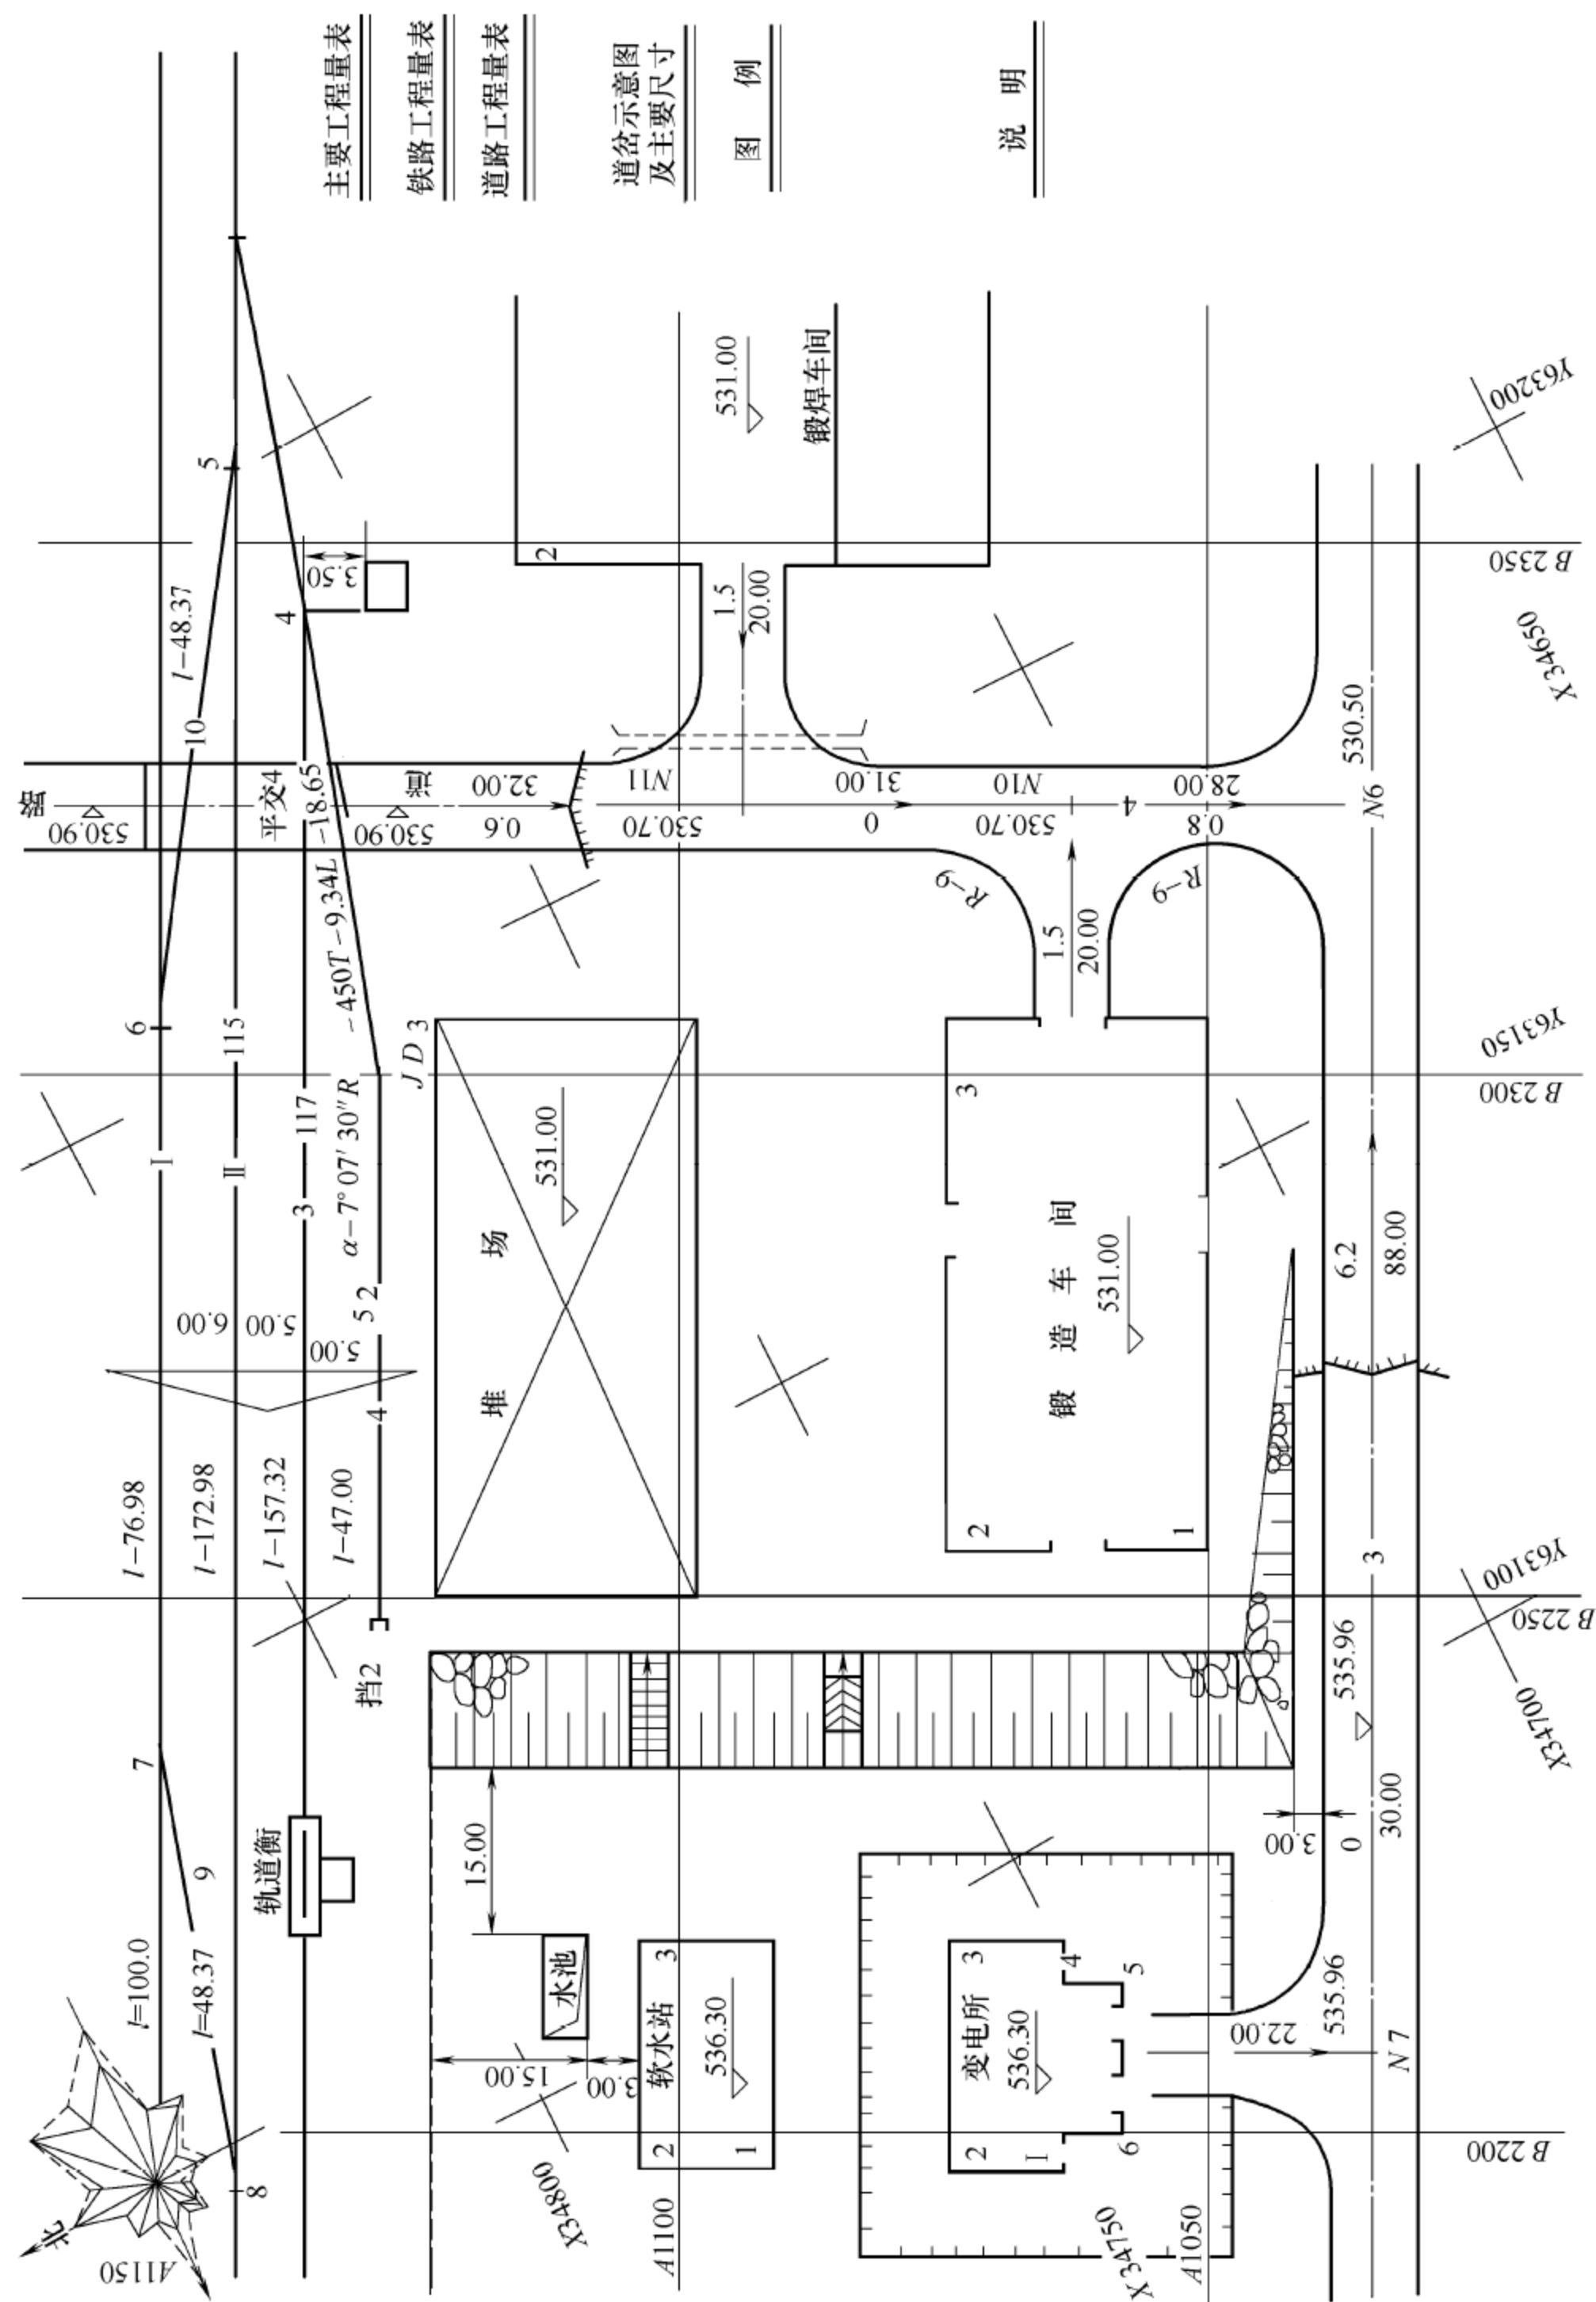 主要工程量表
铁路工程量表
道路工程量表
道岔示意图
及主要尺寸
图 例
说 明
北
A1150
l=100.0
l=48.37
9
8
7
l-76.98
l-172.98
l-157.32
l-47.00
6.00
5.00
5.00
I
II
3
117
115
4
5 2
6
α-7°07′30″R
-450T-9.34L-18.65
JD3
10
l-48.37
5
4
3.50
平交4
路
道
530.90
530.90
0.6
32.00
轨道衡
挡2
15.00
15.00
3.00
水池
软水站
536.30
1
2
3
变电所
536.30
I
2
3
4
5
6
堆 场
531.00
锻 造 车 间
531.00
1
2
3
锻焊车间
531.00
2
1.5
20.00
1.5
20.00
R-9
R-9
N11
530.70
31.00
0
N10
530.70
4
28.00
0.8
N6
530.50
6.2
88.00
3
535.96
3.00
0
30.00
22.00
535.96
N7
A1100
A1050
B2200
B2250
B2300
B2350
X34800
X34750
X34700
X34650
Y63100
Y63150
Y63200